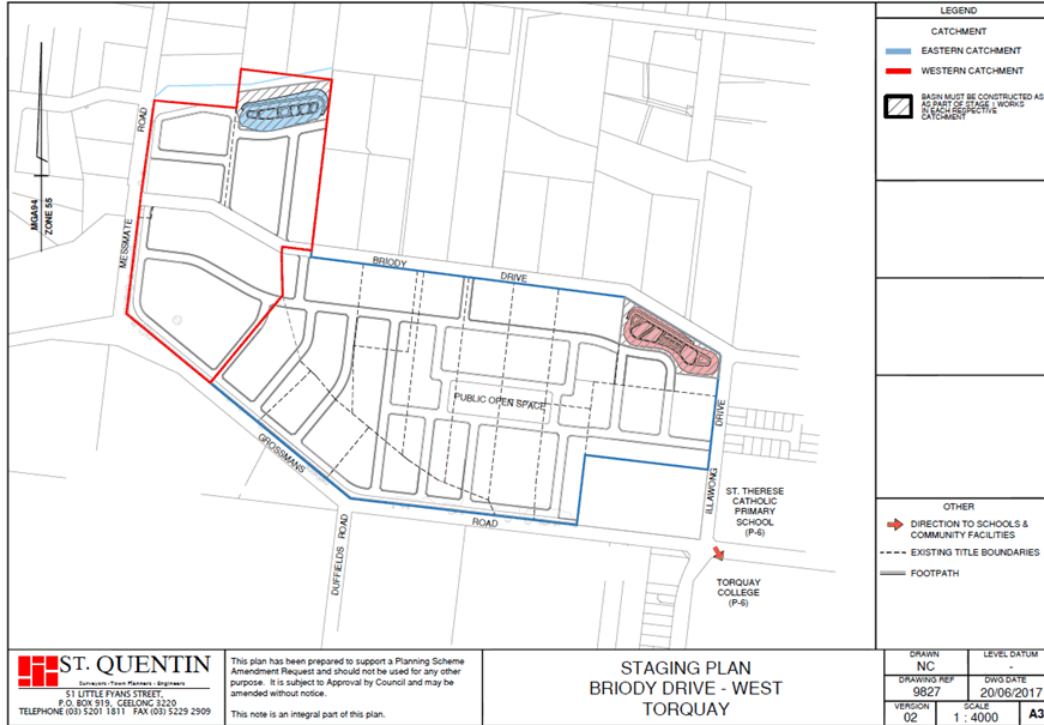 LEGEND
CATCHMENT
EASTERN CATCHMENT
WESTERN CATCHMENT
BASIN MUST BE CONSTRUCTED AS
AS PART OF STAGE 1 WORKS
IN EACH RESPECTIVE
CATCHMENT
MGA94
ZONE 55
MESSMATE
ROAD
BRIODY
DRIVE
PUBLIC OPEN SPACE
GROSSMANS
ROAD
DUFFIELDS ROAD
ILLAWONG
DRIVE
ST. THERESE
CATHOLIC
PRIMARY
SCHOOL
(P-6)
TORQUAY
COLLEGE
(P-6)
OTHER
DIRECTION TO SCHOOLS &
COMMUNITY FACILITIES
EXISTING TITLE BOUNDARIES
FOOTPATH
ST. QUENTIN
Surveyors - Town Planners - Engineers
51 LITTLE FYANS STREET,
P.O. BOX 919, GEELONG 3220
TELEPHONE (03) 5201 1811 FAX (03) 5229 2909
This plan has been prepared to support a Planning Scheme
Amendment Request and should not be used for any other
purpose. It is subject to Approval by Council and may be
amended without notice.
This note is an integral part of this plan.
STAGING PLAN
BRIODY DRIVE - WEST
TORQUAY
DRAWN
NC
LEVEL DATUM
-
DRAWING REF
9827
DWG DATE
20/06/2017
VERSION
02
SCALE
1 : 4000
A3